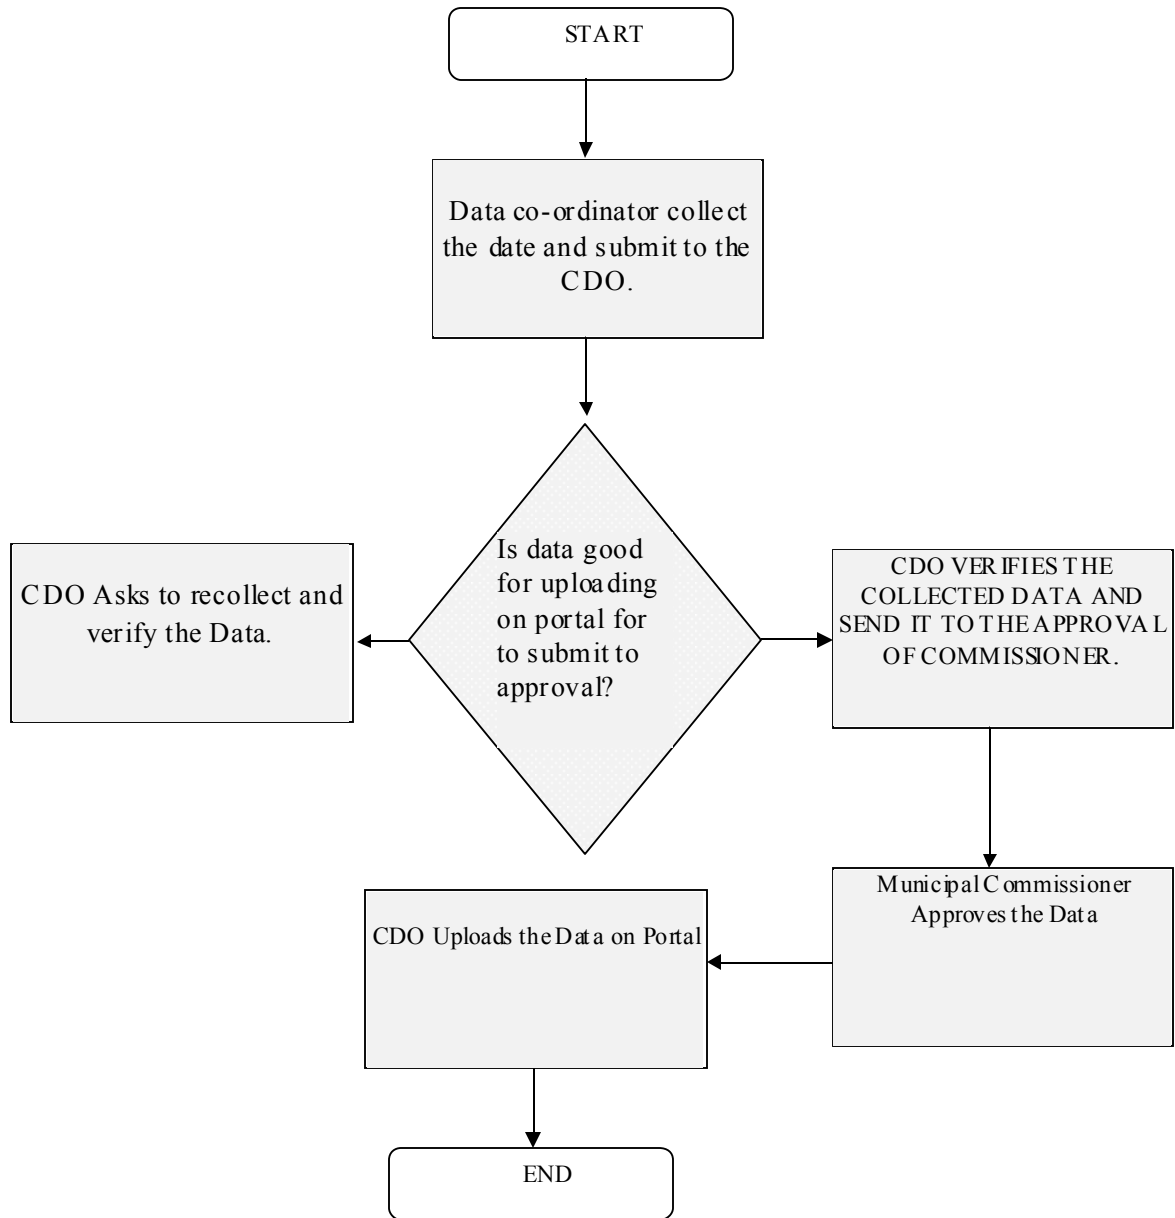 START
Data co-ordinator collect
the date and submit to the
CDO.
Is data good
for uploading
on portal for
to submit to
approval?
CDO Asks to recollect and
verify the Data.
CDO VERIFIES THE
COLLECTED DATA AND
SEND IT TO THE APPROVAL
OF COMMISSIONER.
Municipal Commissioner
Approves the Data
CDO Uploads the Data on Portal
END